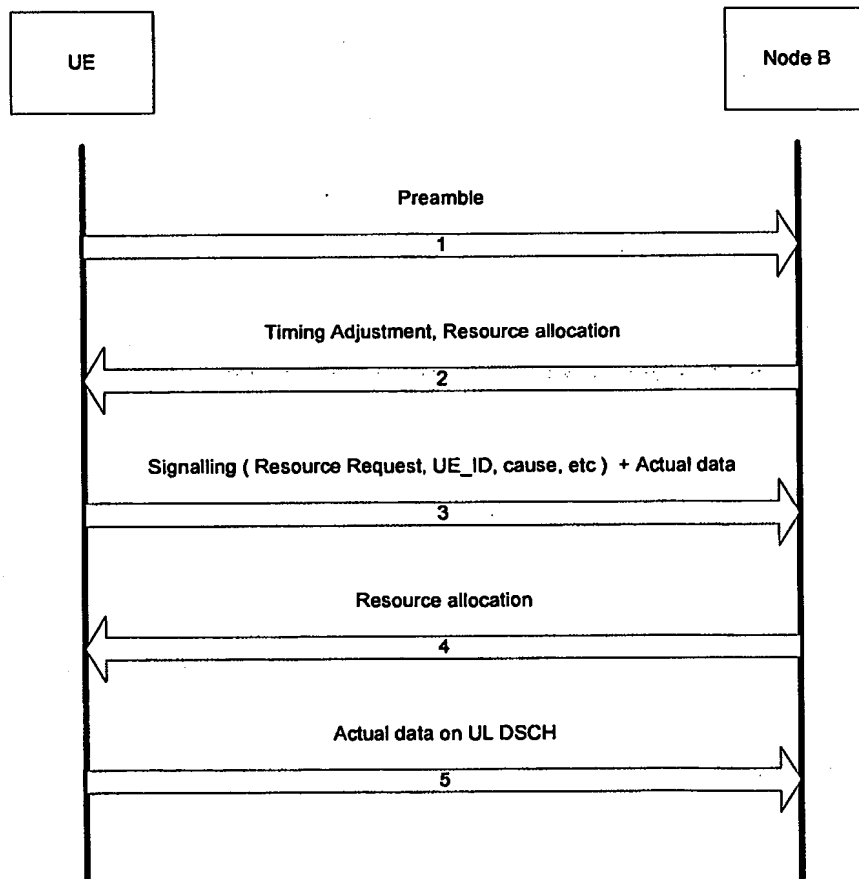 UE
Node B
Preamble
1
Timing Adjustment, Resource allocation
2
Signalling ( Resource Request, UE_ID, cause, etc ) + Actual data
3
Resource allocation
4
Actual data on UL DSCH
5